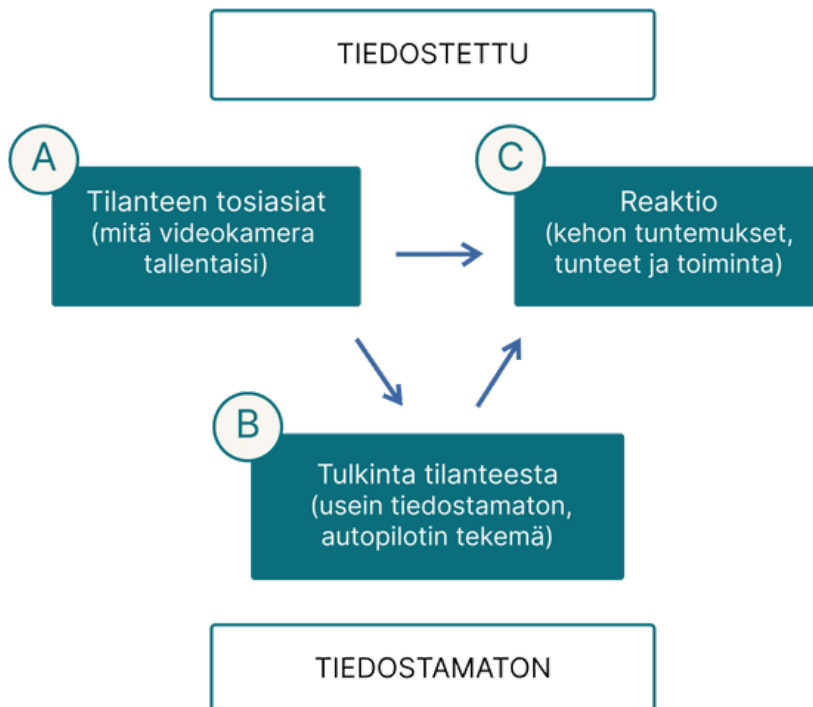 TIEDOSTETTU
A
Tilanteen tosiasiat
(mitä videokamera
tallentaisi)
C
Reaktio
(kehon tuntemukset,
tunteet ja toiminta)
B
Tulkinta tilanteesta
(usein tiedostamaton,
autopilotin tekemä)
TIEDOSTAMATON